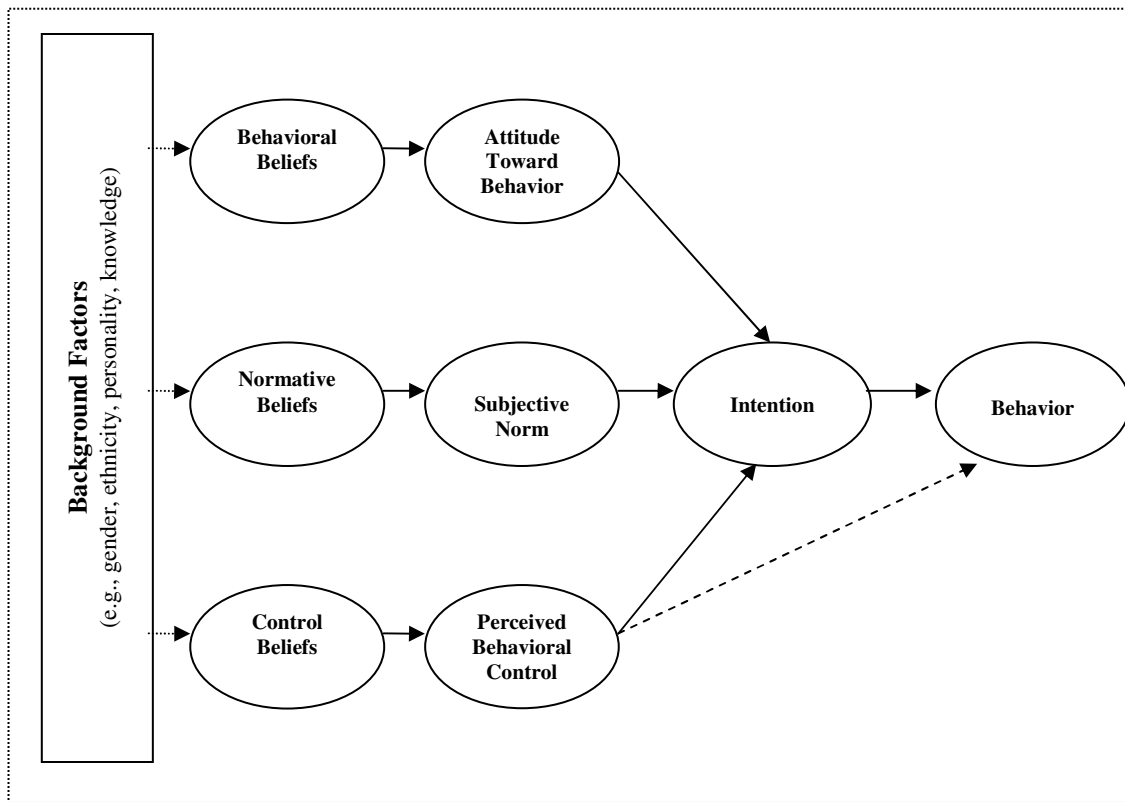 Background Factors
(e.g., gender, ethnicity, personality, knowledge)
Behavioral
Beliefs
Attitude
Toward
Behavior
Normative
Beliefs
Subjective
Norm
Intention
Behavior
Control
Beliefs
Perceived
Behavioral
Control